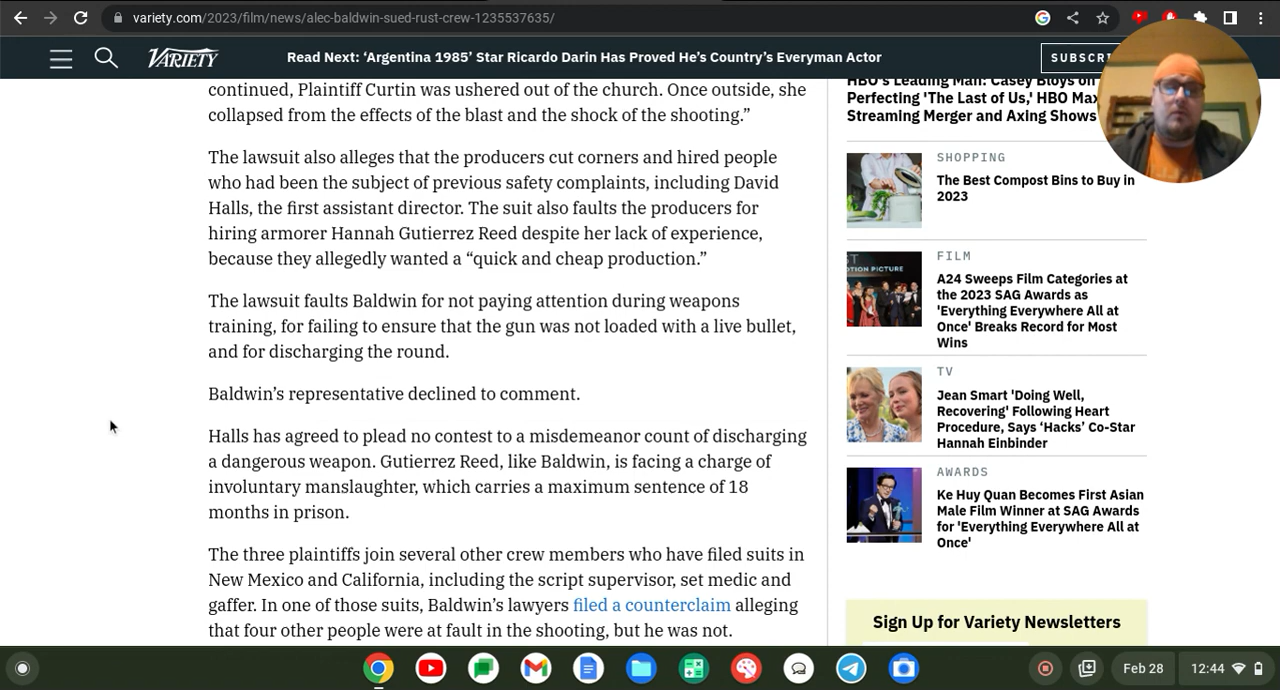 variety.com/2023/film/news/alec-baldwin-sued-rust-crew-1235537635/
VARIETY
Read Next: ‘Argentina 1985’ Star Ricardo Darin Has Proved He’s Country’s Everyman Actor
SUBSCRI
continued, Plaintiff Curtin was ushered out of the church. Once outside, she
collapsed from the effects of the blast and the shock of the shooting.”
The lawsuit also alleges that the producers cut corners and hired people
who had been the subject of previous safety complaints, including David
Halls, the first assistant director. The suit also faults the producers for
hiring armorer Hannah Gutierrez Reed despite her lack of experience,
because they allegedly wanted a “quick and cheap production.”
The lawsuit faults Baldwin for not paying attention during weapons
training, for failing to ensure that the gun was not loaded with a live bullet,
and for discharging the round.
Baldwin’s representative declined to comment.
Halls has agreed to plead no contest to a misdemeanor count of discharging
a dangerous weapon. Gutierrez Reed, like Baldwin, is facing a charge of
involuntary manslaughter, which carries a maximum sentence of 18
months in prison.
The three plaintiffs join several other crew members who have filed suits in
New Mexico and California, including the script supervisor, set medic and
gaffer. In one of those suits, Baldwin’s lawyers filed a counterclaim alleging
that four other people were at fault in the shooting, but he was not.
HBO's Leading Man: Casey Bloys on
Perfecting 'The Last of Us,' HBO Max
Streaming Merger and Axing Shows
SHOPPING
The Best Compost Bins to Buy in
2023
OTION PICTURE
FILM
A24 Sweeps Film Categories at
the 2023 SAG Awards as
'Everything Everywhere All at
Once' Breaks Record for Most
Wins
TV
Jean Smart 'Doing Well,
Recovering' Following Heart
Procedure, Says ‘Hacks’ Co-Star
Hannah Einbinder
AWARDS
Ke Huy Quan Becomes First Asian
Male Film Winner at SAG Awards
for 'Everything Everywhere All at
Once'
Sign Up for Variety Newsletters
Feb 28
12:44